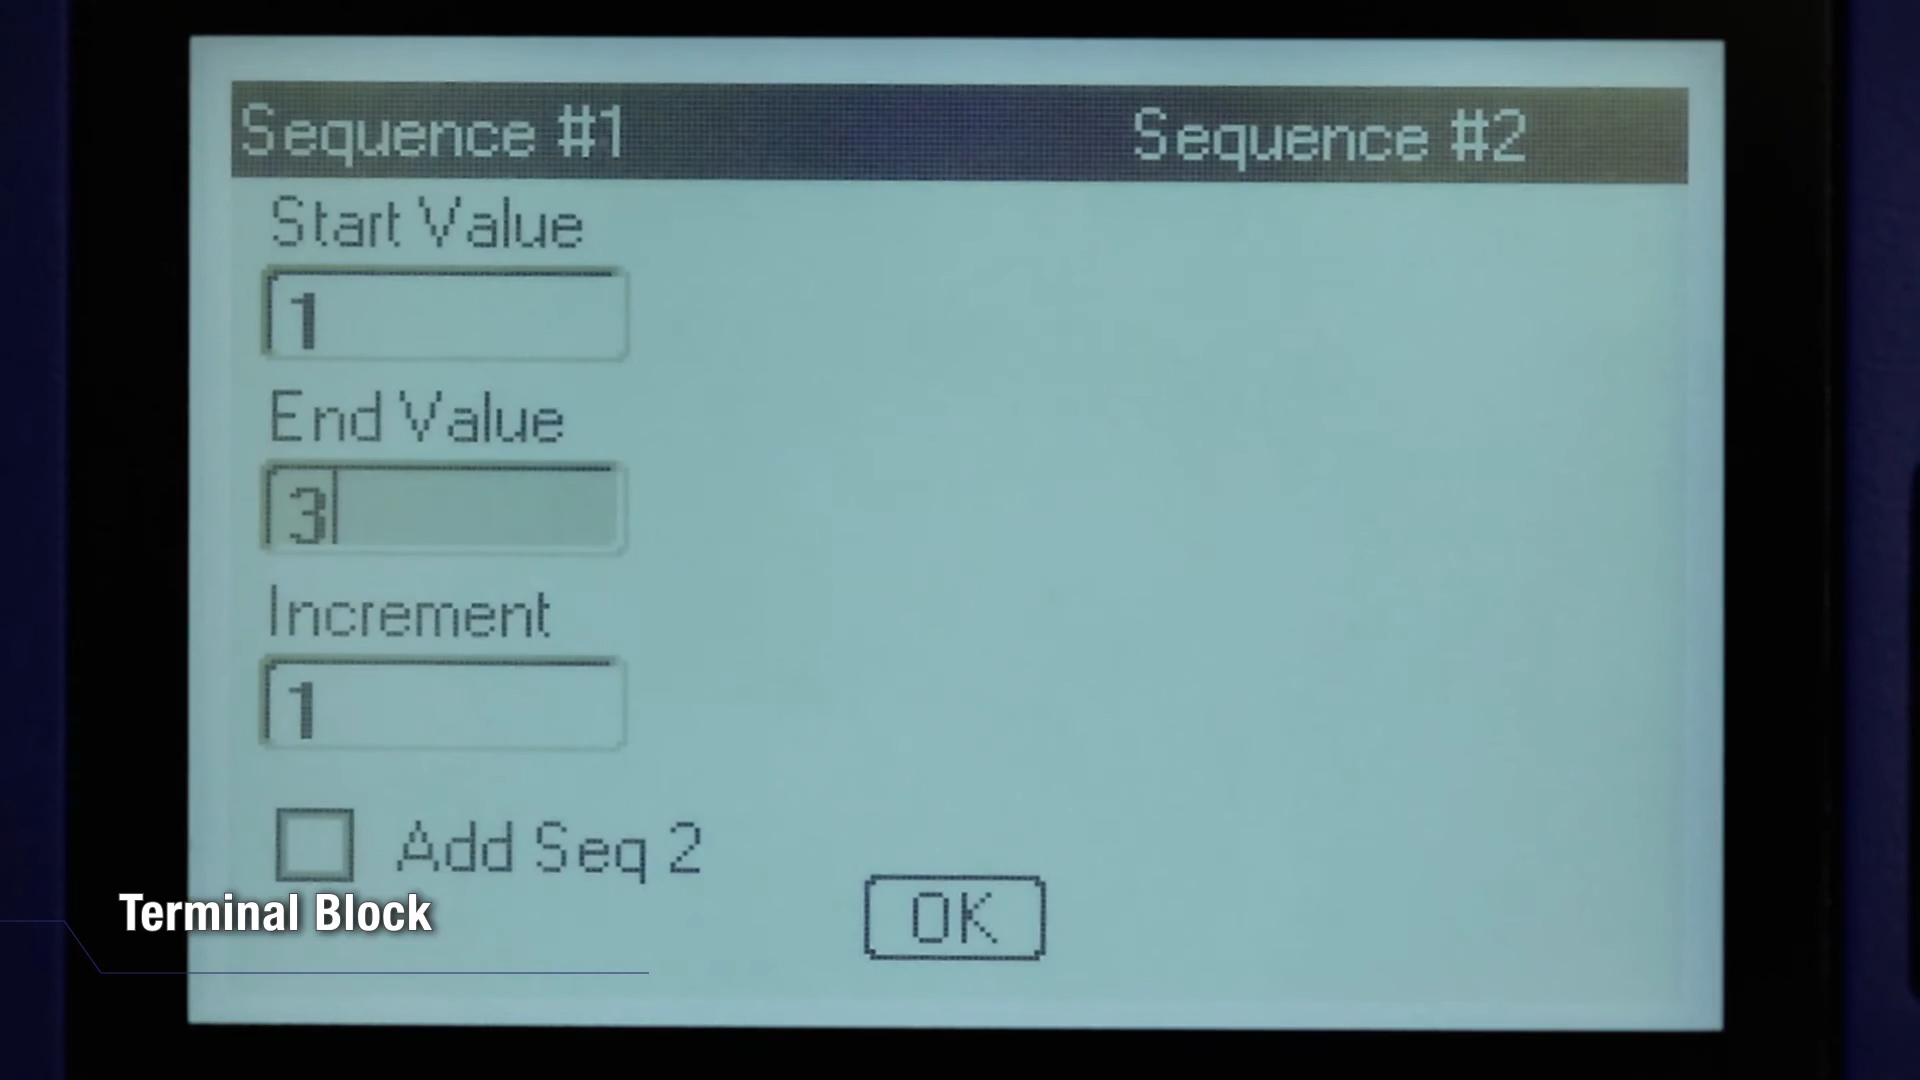 Sequence #1 Sequence #2
Start Value
1
End Value
3
Increment
1
Add Seq 2
OK
Terminal Block